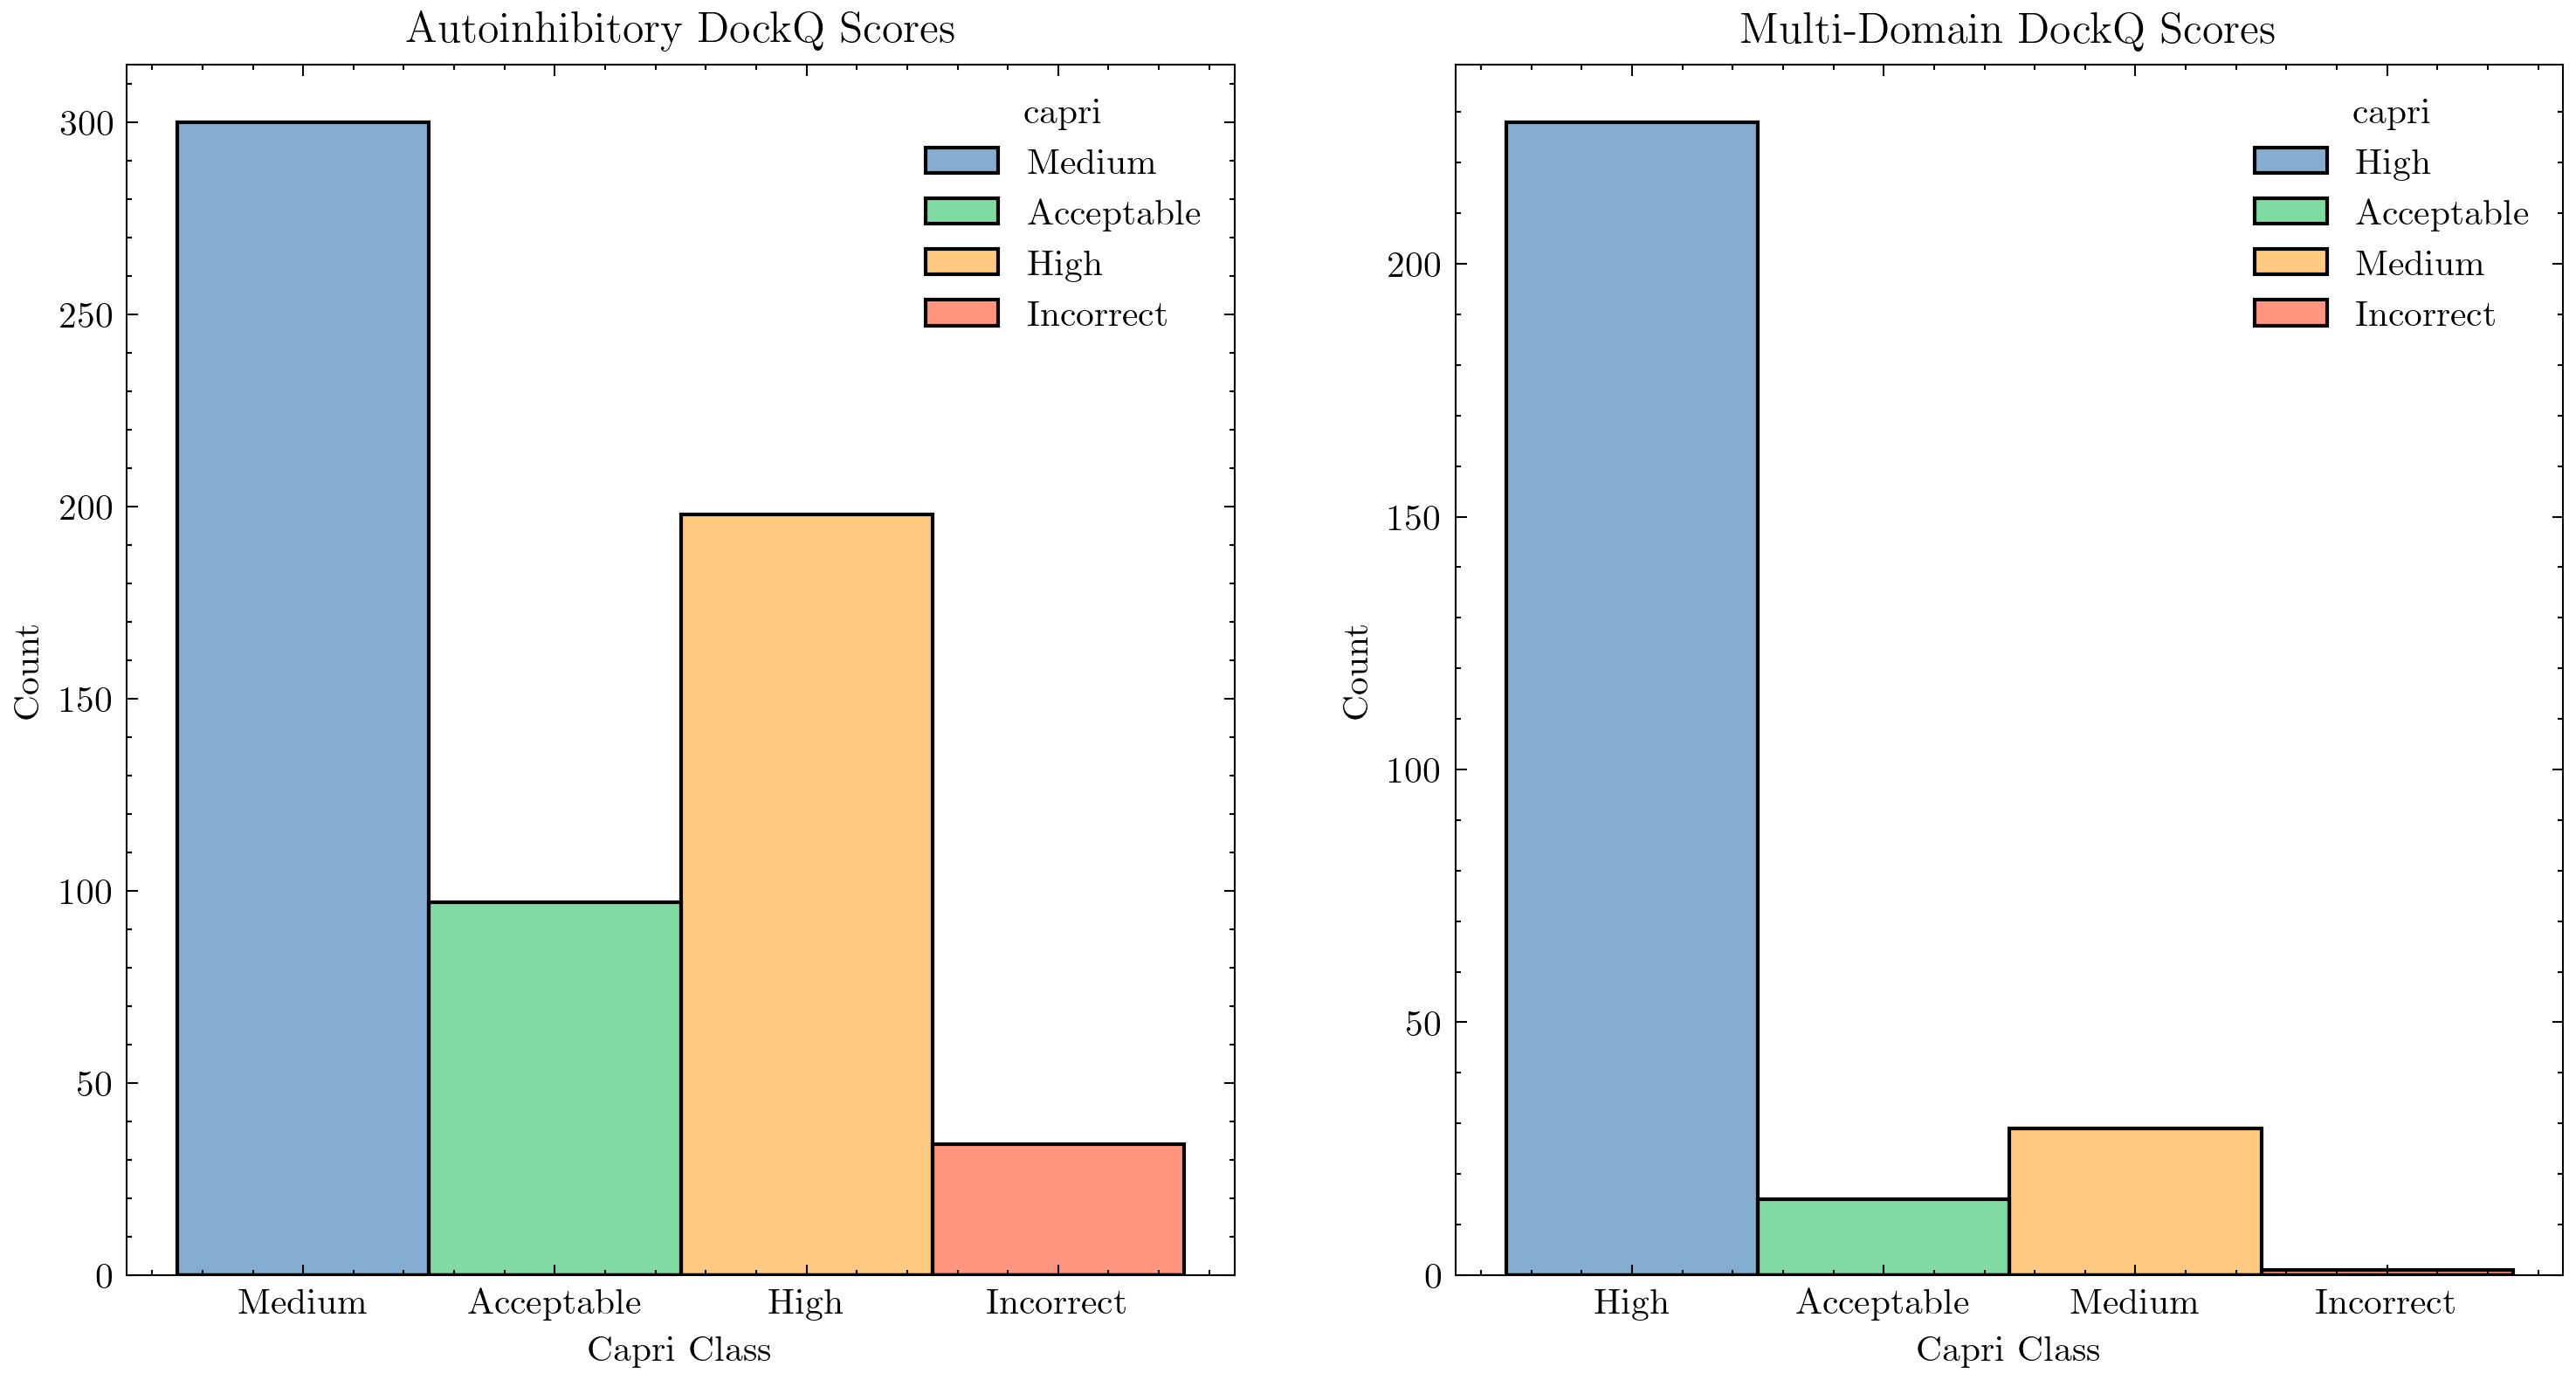 Autoinhibitory DockQ Scores
capri
Medium
Acceptable
High
Incorrect
300
250
200
150
100
50
0
Count
Medium Acceptable High Incorrect
Capri Class
Multi-Domain DockQ Scores
capri
High
Acceptable
Medium
Incorrect
200
150
100
50
0
Count
High Acceptable Medium Incorrect
Capri Class